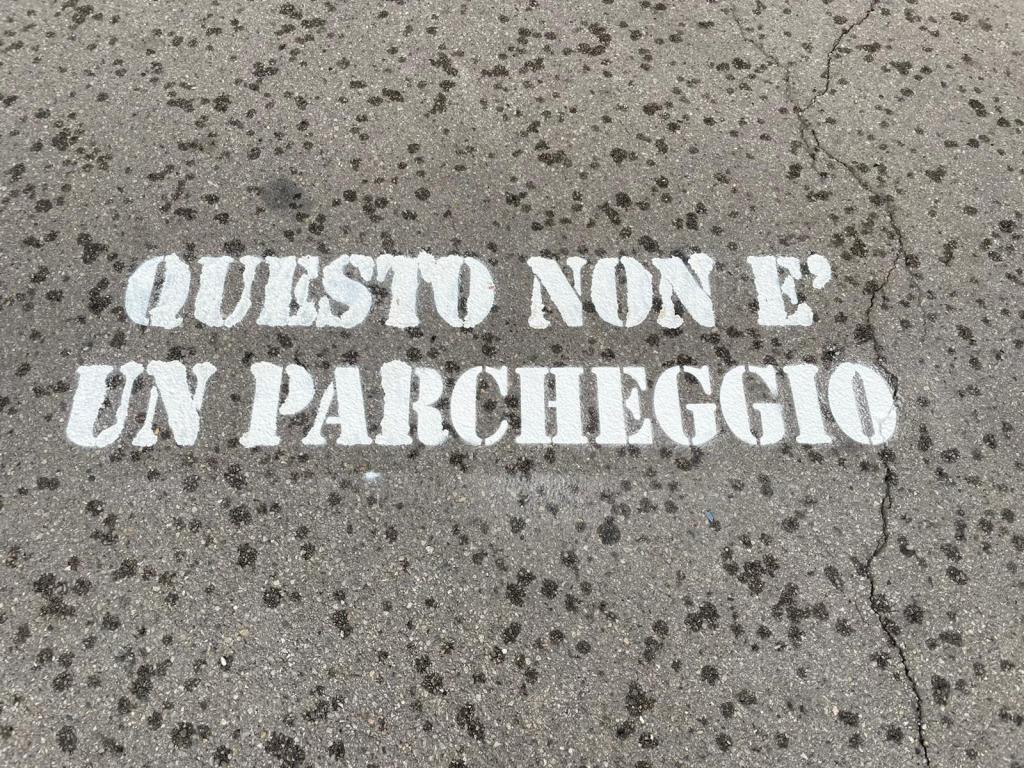 QUESTO NON E'
UN PARCHEGGIO